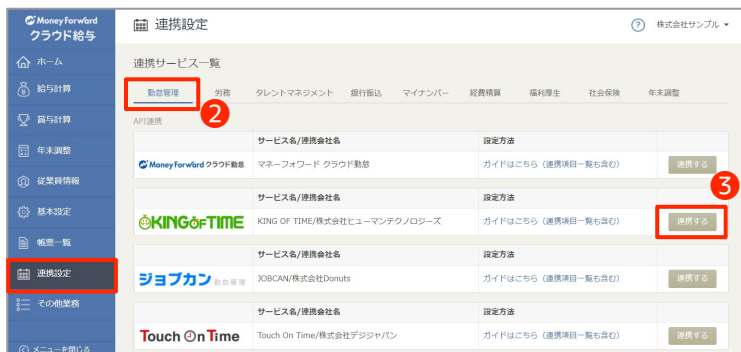 Money Forward
クラウド給与
ホーム
給与計算
賞与計算
年末調整
従業員情報
基本設定
帳票一覧
連携設定
その他業務
メニューを閉じる
連携設定
? 株式会社サンプル
連携サービス一覧
勤怠管理 労務 タレントマネジメント 銀行振込 マイナンバー 経費精算 福利厚生 社会保険 年末調整
2
API連携
サービス名/連携会社名 設定方法
Money Forward クラウド勤怠 マネーフォワード クラウド勤怠 ガイドはこちら（連携項目一覧も含む） 連携する
3
サービス名/連携会社名 設定方法
KING OF TIME KING OF TIME/株式会社ヒューマンテクノロジーズ ガイドはこちら（連携項目一覧も含む） 連携する
サービス名/連携会社名 設定方法
ジョブカン 勤怠管理 JOBCAN/株式会社Donuts ガイドはこちら（連携項目一覧も含む） 連携する
サービス名/連携会社名 設定方法
Touch On Time Touch On Time/株式会社デジジャパン ガイドはこちら（連携項目一覧も含む） 連携する